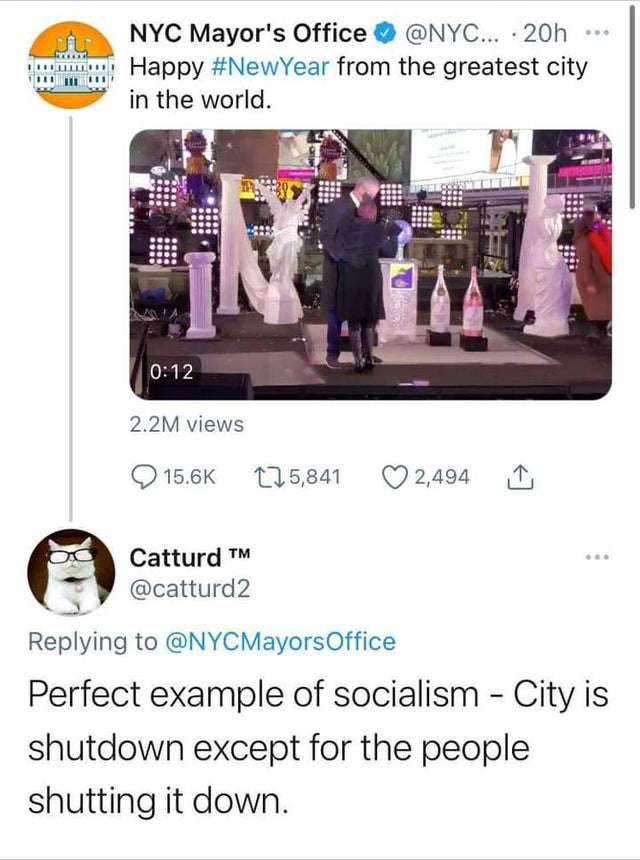 NYC Mayor's Office @NYC... · 20h
Happy #NewYear from the greatest city
in the world.
0:12
2.2M views
15.6K 5,841 2,494
Catturd ™
@catturd2
Replying to @NYCMayorsOffice
Perfect example of socialism - City is
shutdown except for the people
shutting it down.